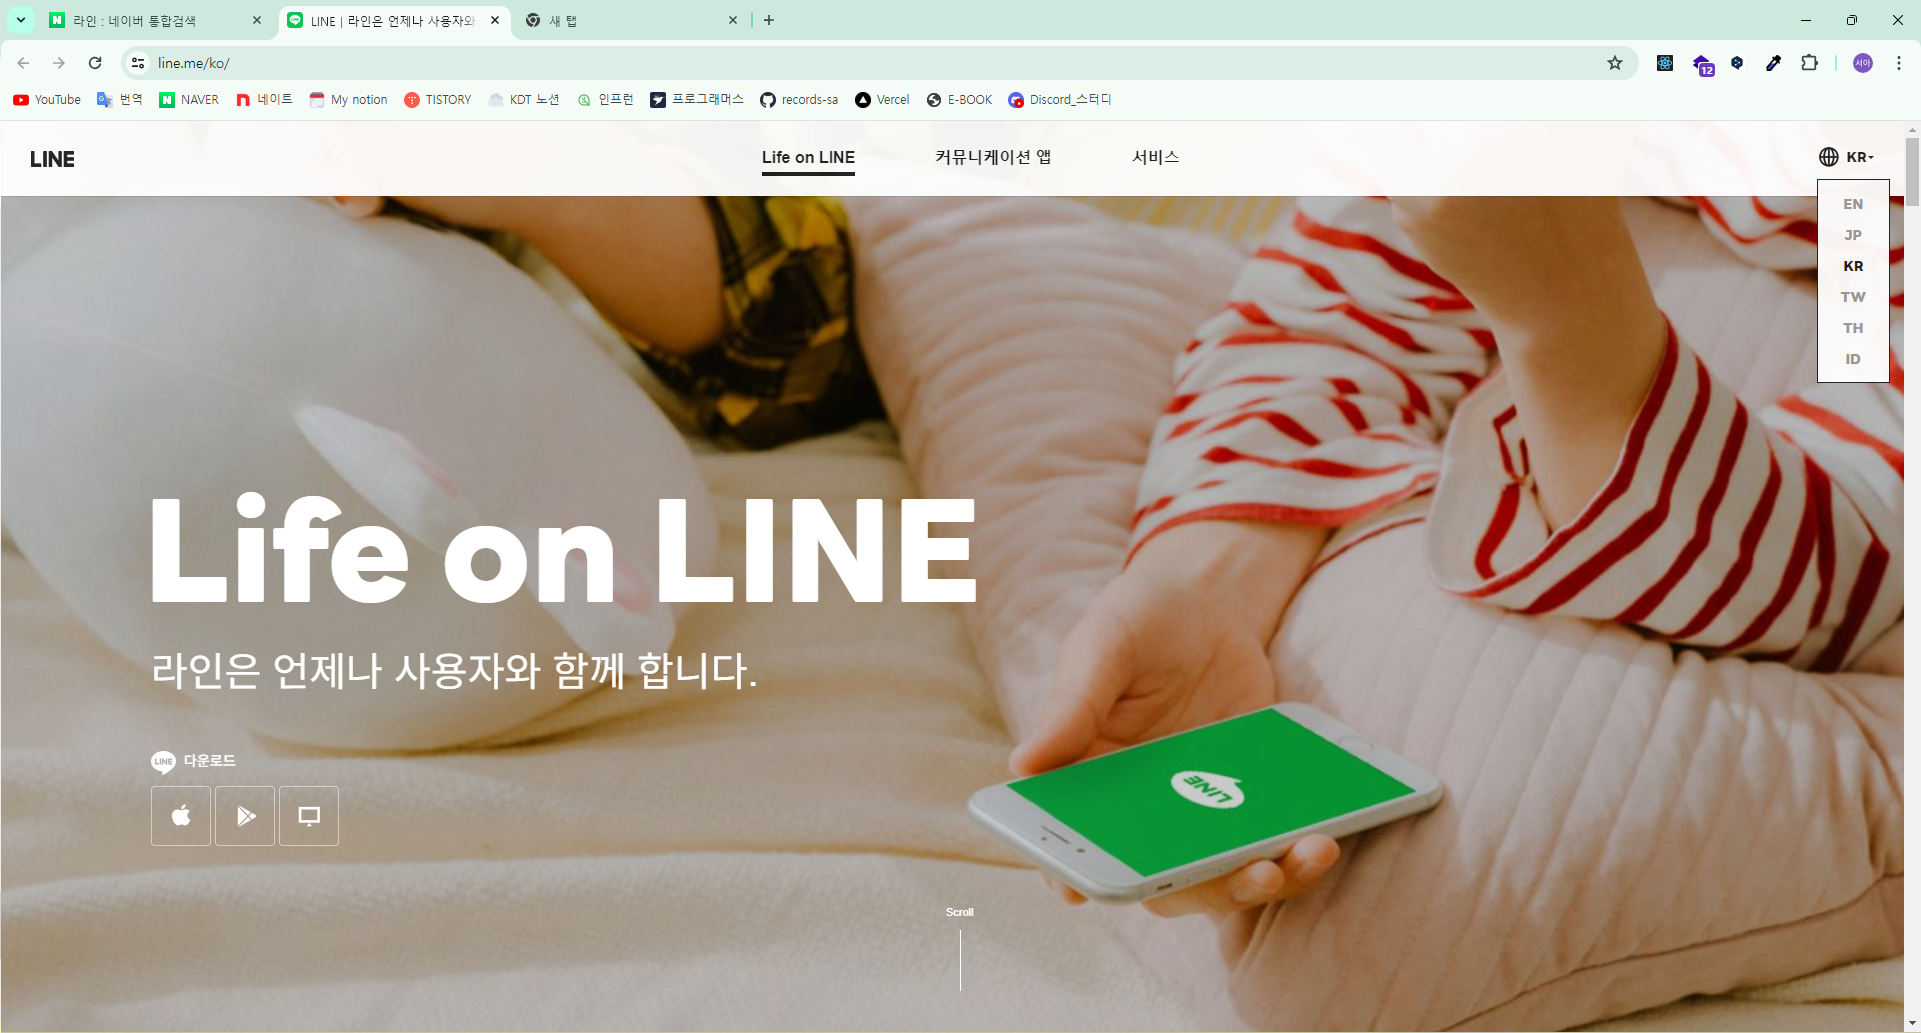 라인 : 네이버 통합검색
LINE | 라인은 언제나 사용자와
새 탭
line.me/ko/
12
서아
YouTube
번역
NAVER
네이트
My notion
TISTORY
KDT 노션
인프런
프로그래머스
records-sa
Vercel
E-BOOK
Discord_스터디
LINE
Life on LINE
커뮤니케이션 앱
서비스
KR
EN
JP
KR
TW
TH
ID
Life on LINE
라인은 언제나 사용자와 함께 합니다.
LINE 다운로드
LINE
Scroll